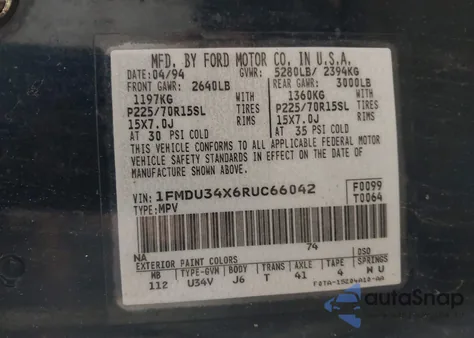 MFD. BY FORD MOTOR CO. IN U.S.A.
DATE: 04/94 GVWR: 5280LB/ 2394KG
FRONT GAWR: 2640LB REAR GAWR: 3000LB
1197KG WITH 1360KG WITH
P225/70R15SL TIRES P225/70R15SL TIRES
15X7.0J RIMS 15X7.0J RIMS
AT 30 PSI COLD AT 35 PSI COLD
THIS VEHICLE CONFORMS TO ALL APPLICABLE FEDERAL MOTOR
VEHICLE SAFETY STANDARDS IN EFFECT ON THE DATE OF
MANUFACTURE SHOWN ABOVE.
VIN: 1FMDU34X6RUC66042 F0099
TYPE: MPV T0064
NA 74
EXTERIOR PAINT COLORS DSO
WB TYPE-GVM BODY TRANS AXLE TAPE SPRINGS
112 U34V J6 T 41 4 W U
autoSnap